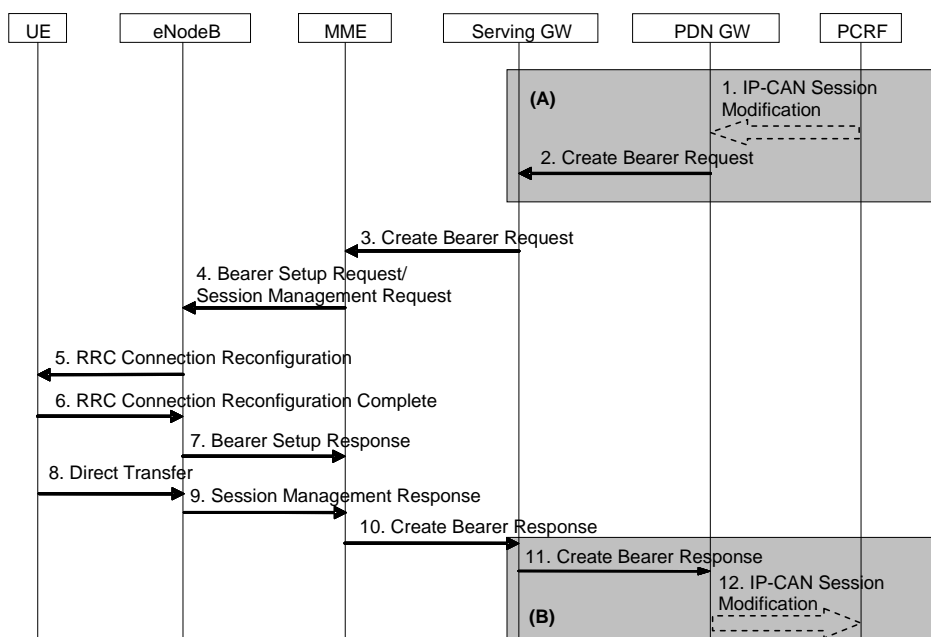 UE
eNodeB
MME
Serving GW
PDN GW
PCRF
(A)
1. IP-CAN Session
Modification
2. Create Bearer Request
3. Create Bearer Request
4. Bearer Setup Request/
Session Management Request
5. RRC Connection Reconfiguration
6. RRC Connection Reconfiguration Complete
7. Bearer Setup Response
8. Direct Transfer
9. Session Management Response
10. Create Bearer Response
11. Create Bearer Response
12. IP-CAN Session
Modification
(B)